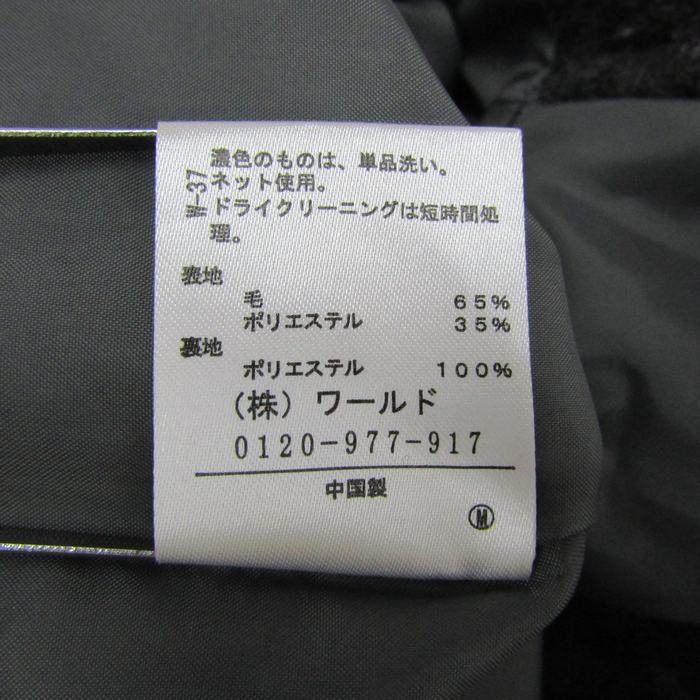 濃色のものは、単品洗い。
ネット使用。
ドライクリーニングは短時間処
理。
W-37
表地
毛 65%
ポリエステル 35%
裏地
ポリエステル 100%
(株) ワールド
0120-977-917
中国製
Ⓜ